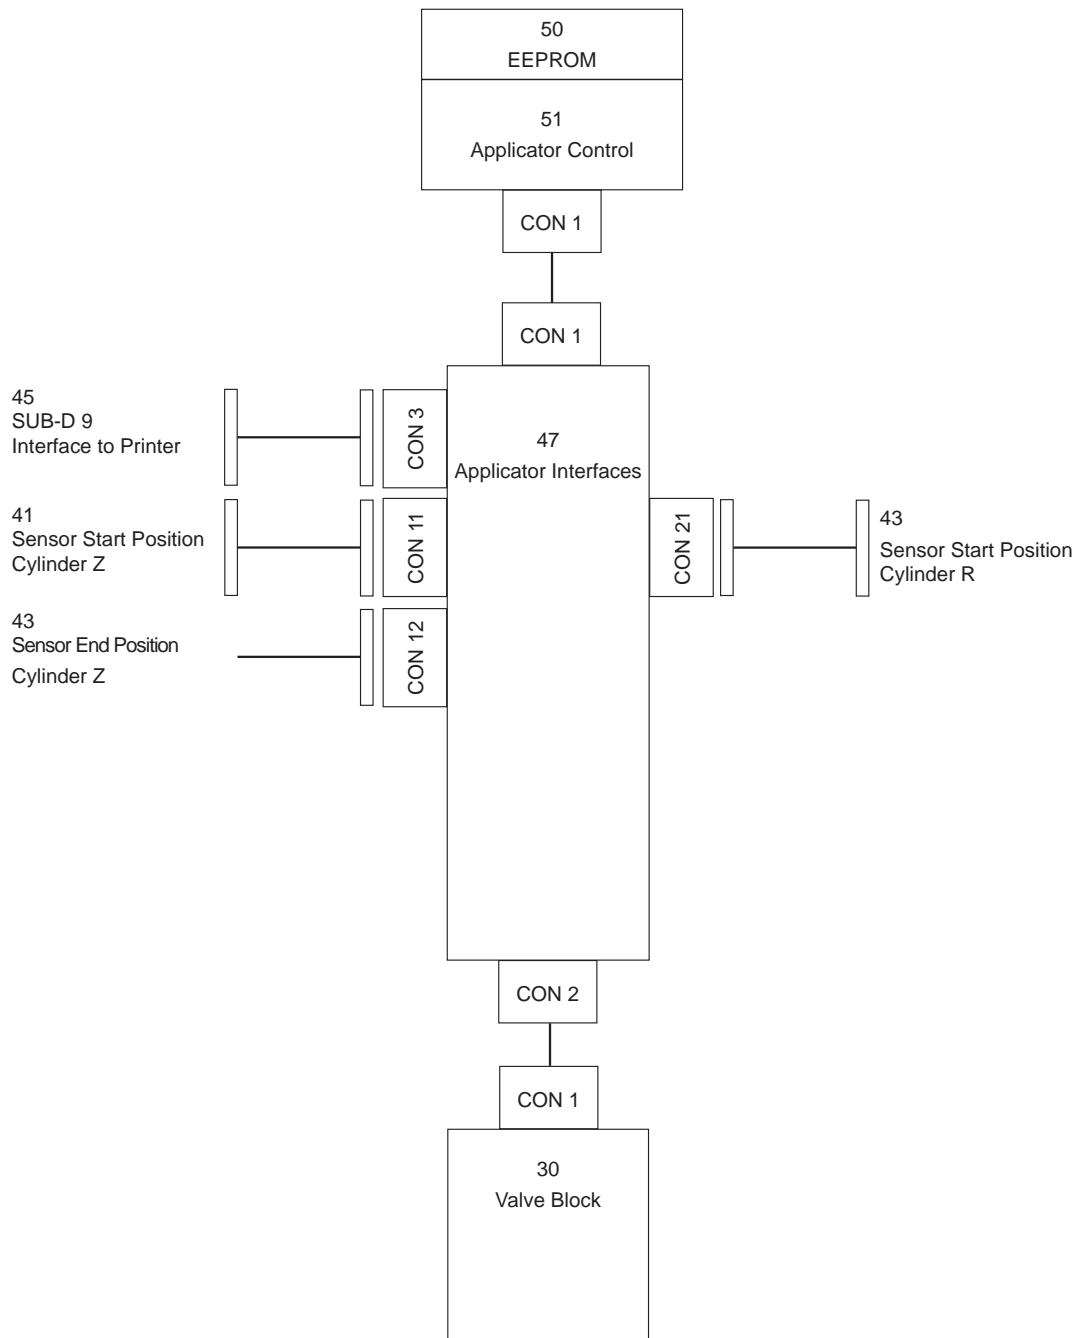 50
EEPROM
51
Applicator Control
CON 1
CON 1
45
SUB-D 9
Interface to Printer
CON 3
47
Applicator Interfaces
41
Sensor Start Position
Cylinder Z
CON 11
CON 21
43
Sensor Start Position
Cylinder R
43
Sensor End Position
Cylinder Z
CON 12
CON 2
CON 1
30
Valve Block